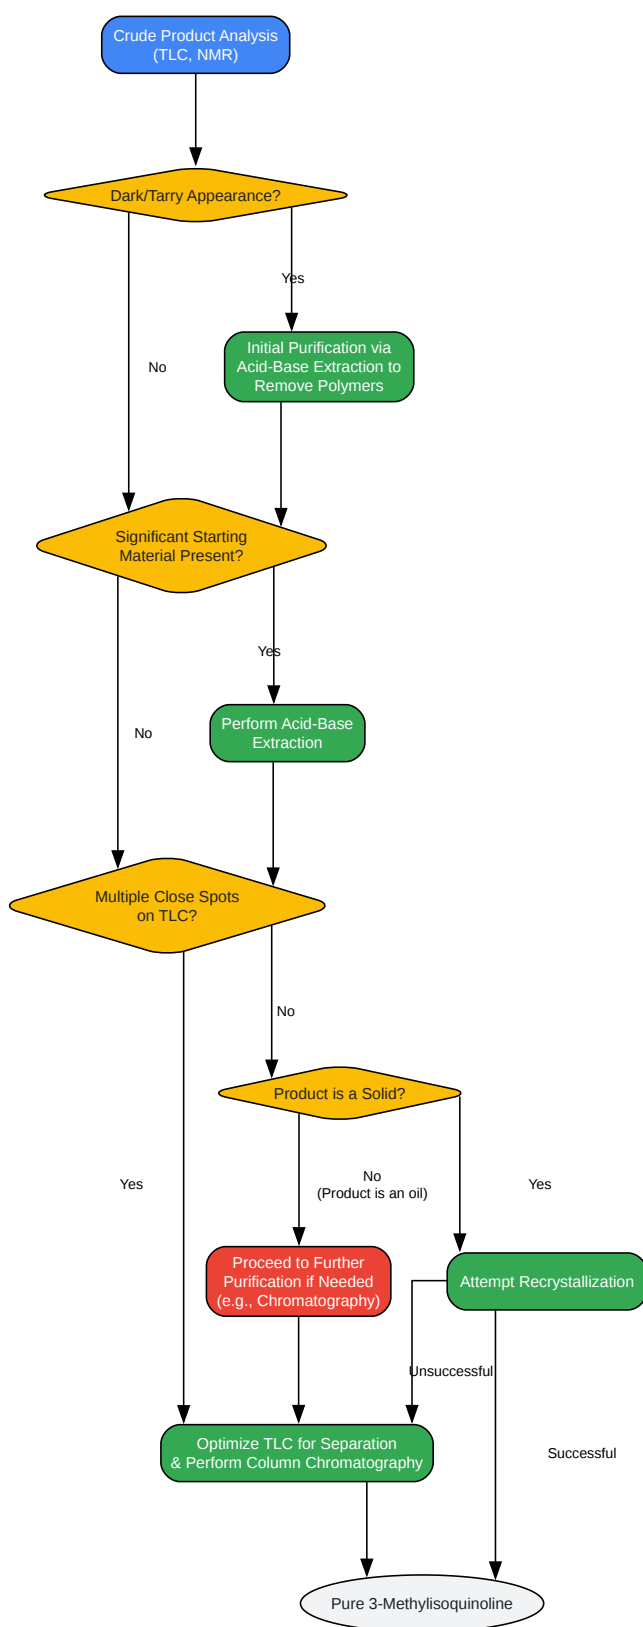 Crude Product Analysis
(TLC, NMR)
Dark/Tarry Appearance?
Yes
No
Initial Purification via
Acid-Base Extraction to
Remove Polymers
Significant Starting
Material Present?
Yes
No
Perform Acid-Base
Extraction
Multiple Close Spots
on TLC?
No
Product is a Solid?
Yes
No
(Product is an oil)
Yes
Proceed to Further
Purification if Needed
(e.g., Chromatography)
Attempt Recrystallization
Unsuccessful
Optimize TLC for Separation
& Perform Column Chromatography
Successful
Pure 3-Methylisoquinoline